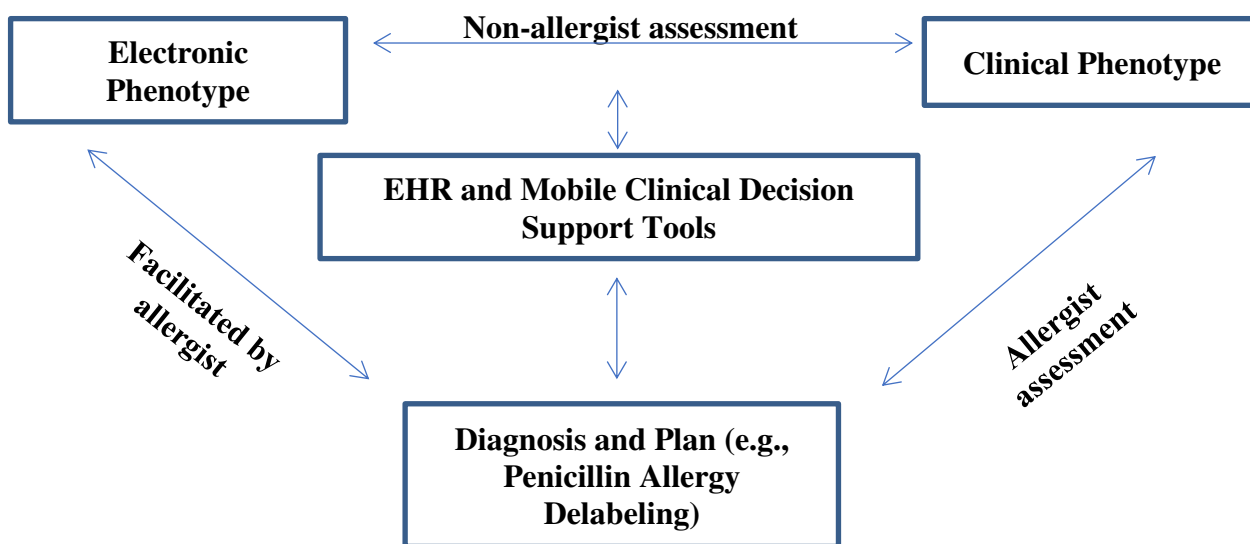 Non-allergist assessment
Electronic
Phenotype
Clinical Phenotype
EHR and Mobile Clinical Decision
Support Tools
Facilitated by
allergist
Allergist
assessment
Diagnosis and Plan (e.g.,
Penicillin Allergy
Delabeling)